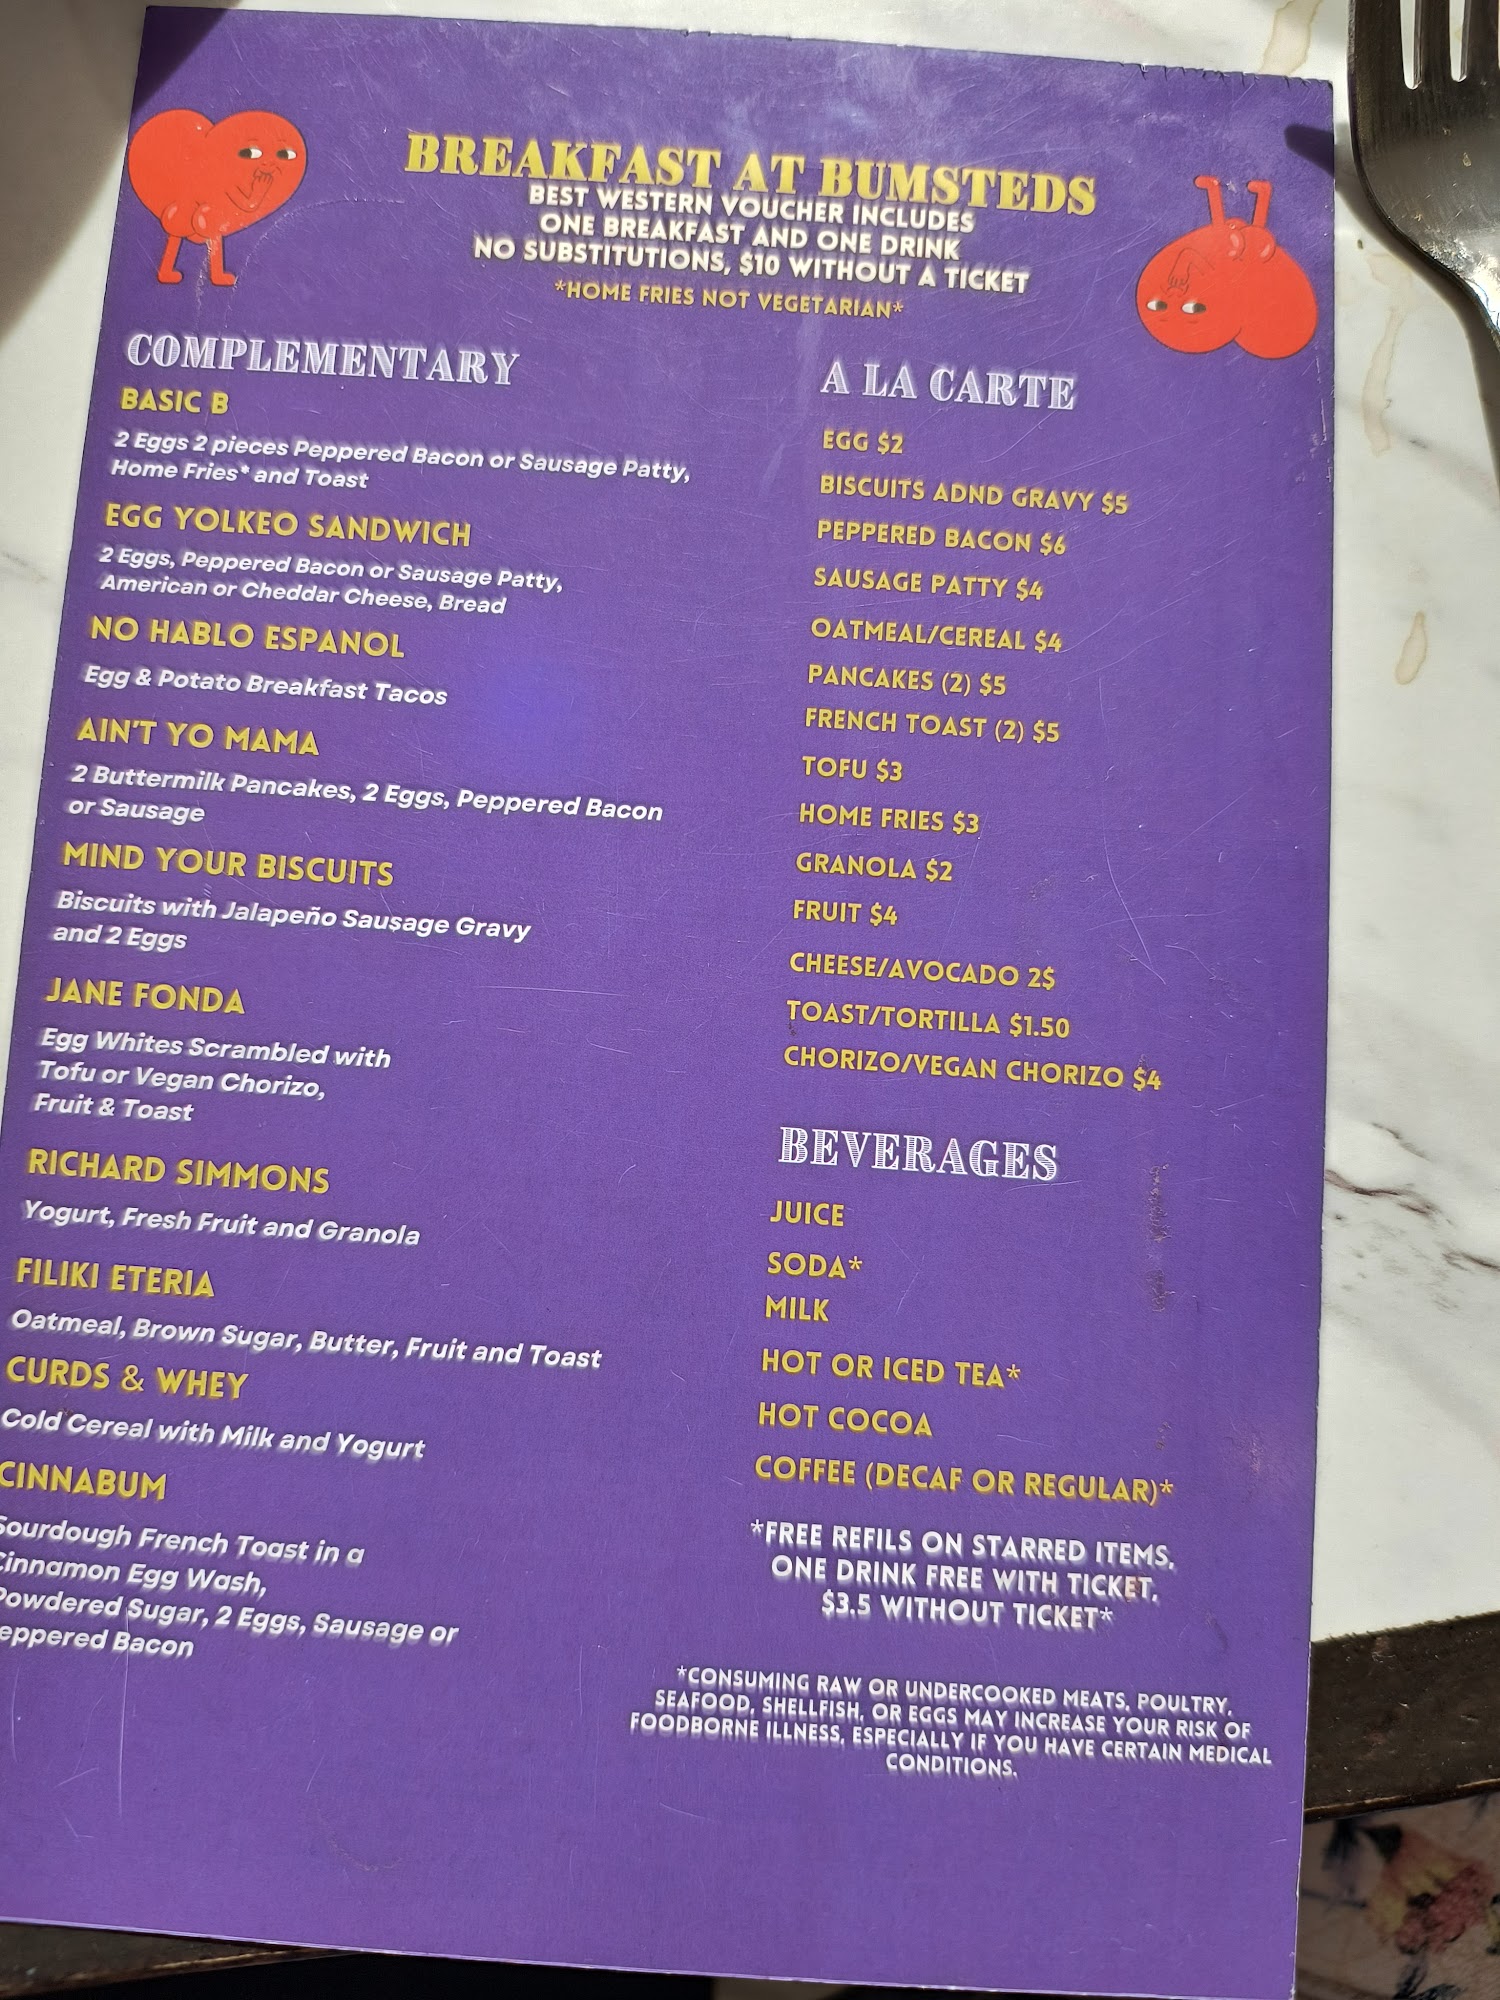 BREAKFAST AT BUMSTEDS
BEST WESTERN VOUCHER INCLUDES
ONE BREAKFAST AND ONE DRINK
NO SUBSTITUTIONS, $10 WITHOUT A TICKET
*HOME FRIES NOT VEGETARIAN*
COMPLEMENTARY
BASIC B
2 Eggs 2 pieces Peppered Bacon or Sausage Patty,
Home Fries* and Toast
EGG YOLKEO SANDWICH
2 Eggs, Peppered Bacon or Sausage Patty,
American or Cheddar Cheese, Bread
NO HABLO ESPANOL
Egg & Potato Breakfast Tacos
AIN'T YO MAMA
2 Buttermilk Pancakes, 2 Eggs, Peppered Bacon
or Sausage
MIND YOUR BISCUITS
Biscuits with Jalapeño Sausage Gravy
and 2 Eggs
JANE FONDA
Egg Whites Scrambled with
Tofu or Vegan Chorizo,
Fruit & Toast
RICHARD SIMMONS
Yogurt, Fresh Fruit and Granola
FILIKI ETERIA
Oatmeal, Brown Sugar, Butter, Fruit and Toast
CURDS & WHEY
Cold Cereal with Milk and Yogurt
CINNABUM
Sourdough French Toast in a
Cinnamon Egg Wash,
Powdered Sugar, 2 Eggs, Sausage or
eppered Bacon
A LA CARTE
EGG $2
BISCUITS ADND GRAVY $5
PEPPERED BACON $6
SAUSAGE PATTY $4
OATMEAL/CEREAL $4
PANCAKES (2) $5
FRENCH TOAST (2) $5
TOFU $3
HOME FRIES $3
GRANOLA $2
FRUIT $4
CHEESE/AVOCADO 2$
TOAST/TORTILLA $1.50
CHORIZO/VEGAN CHORIZO $4
BEVERAGES
JUICE
SODA*
MILK
HOT OR ICED TEA*
HOT COCOA
COFFEE (DECAF OR REGULAR)*
*FREE REFILS ON STARRED ITEMS,
ONE DRINK FREE WITH TICKET,
$3.5 WITHOUT TICKET*
*CONSUMING RAW OR UNDERCOOKED MEATS, POULTRY,
SEAFOOD, SHELLFISH, OR EGGS MAY INCREASE YOUR RISK OF
FOODBORNE ILLNESS, ESPECIALLY IF YOU HAVE CERTAIN MEDICAL
CONDITIONS.